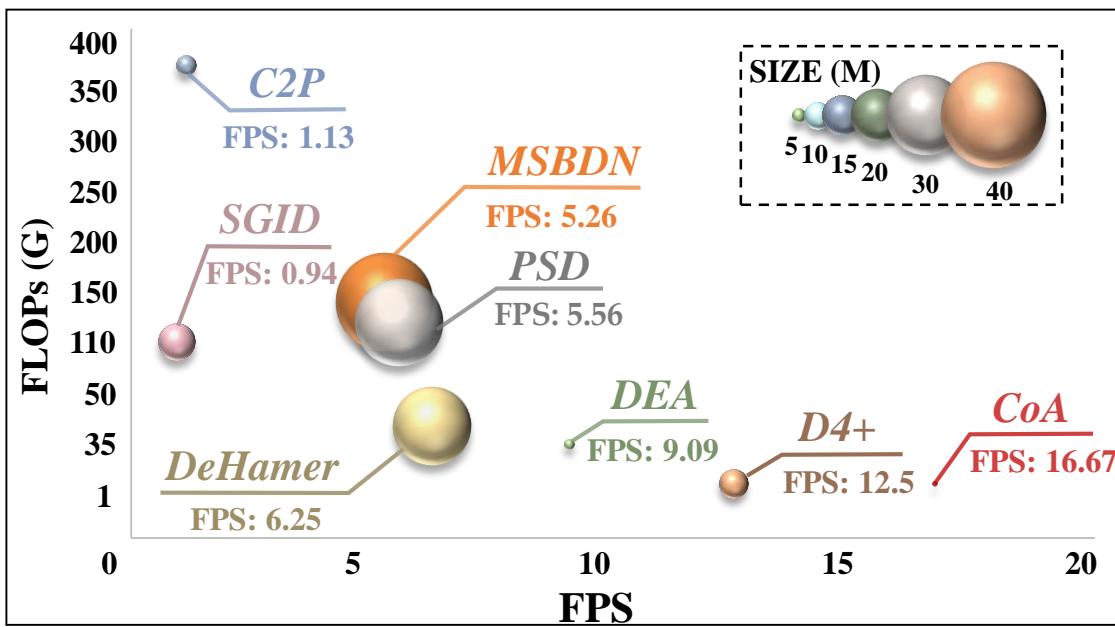 400
350
300
250
200
150
110
50
35
1
0
FLOPs (G)
5
10
15
20
FPS
C2P
FPS: 1.13
SGID
FPS: 0.94
MSBDN
FPS: 5.26
PSD
FPS: 5.56
DeHamer
FPS: 6.25
DEA
FPS: 9.09
D4+
FPS: 12.5
CoA
FPS: 16.67
SIZE (M)
5
10
15
20
30
40